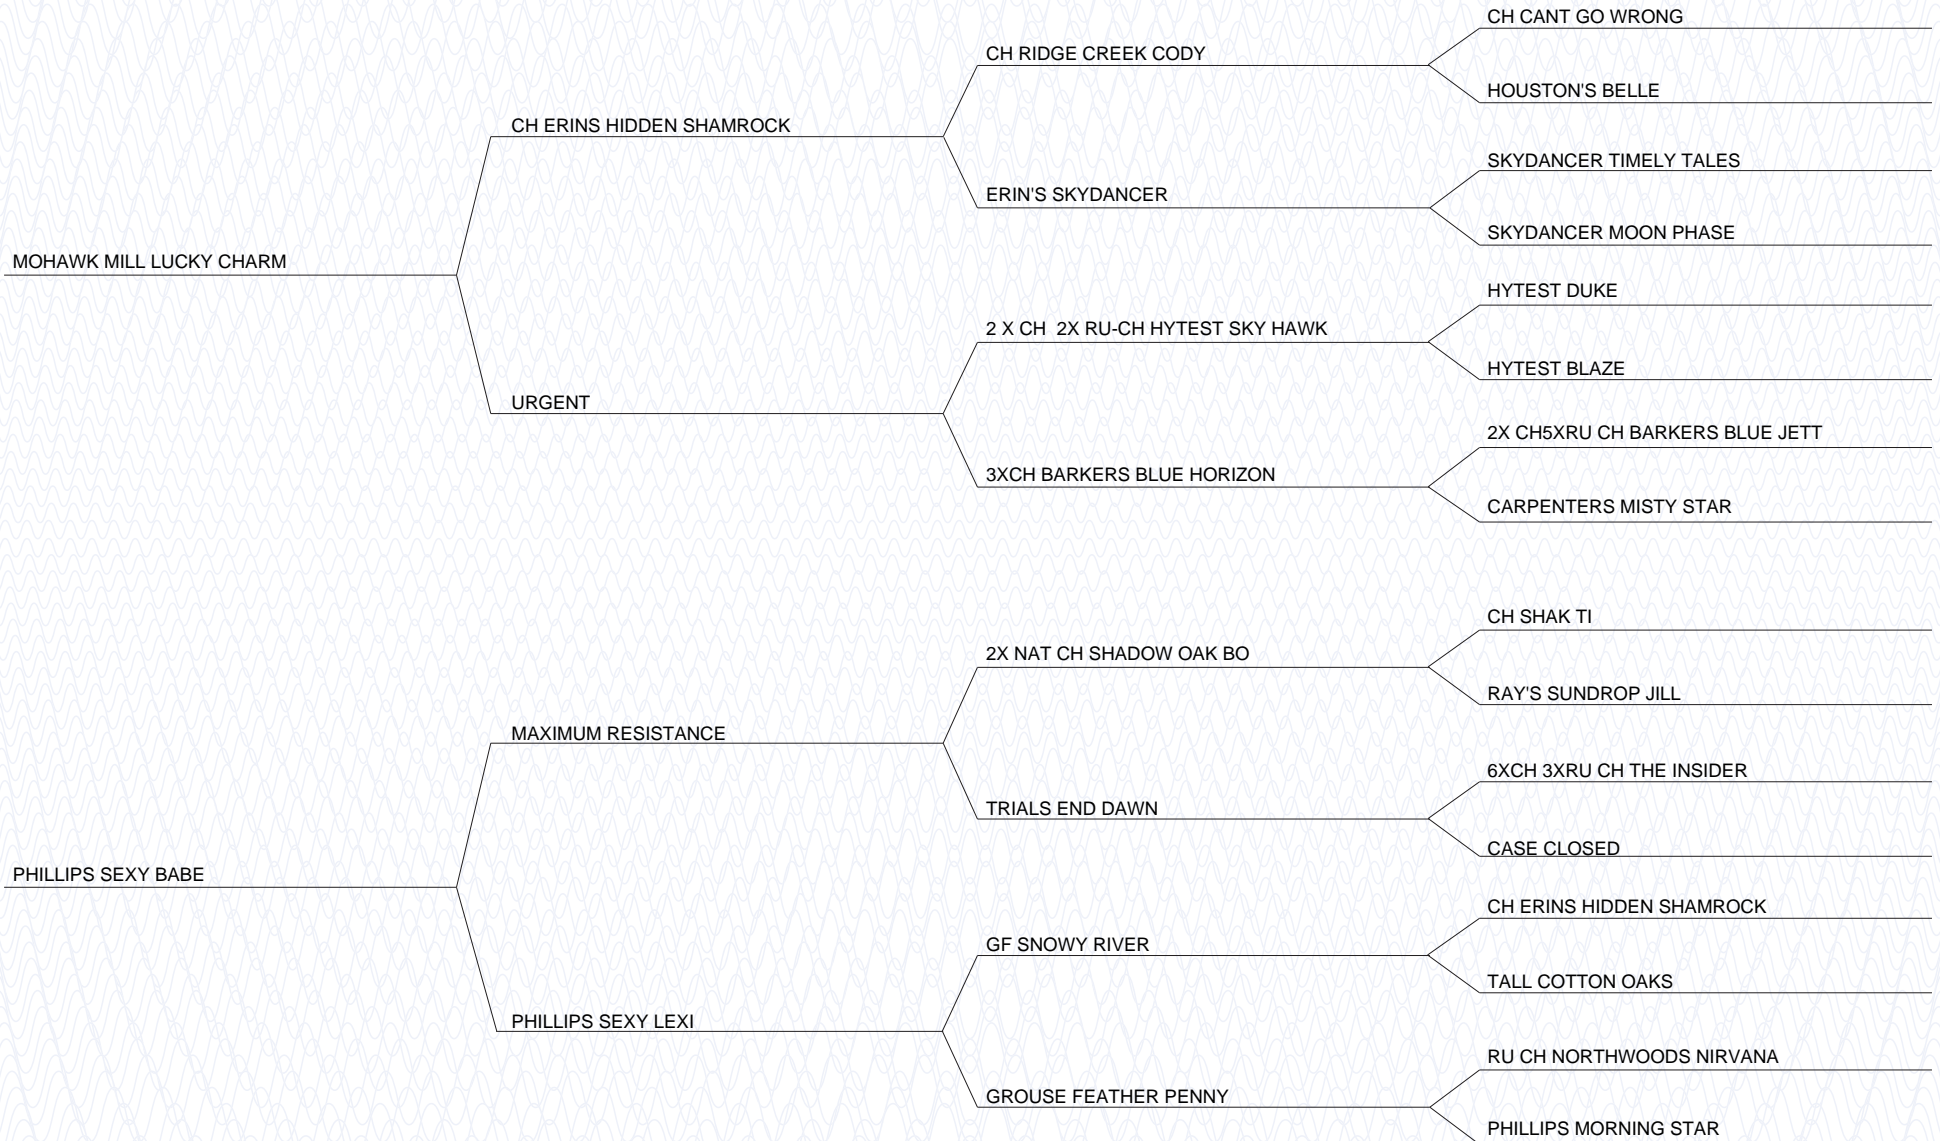 CH CANT GO WRONG
CH RIDGE CREEK CODY
HOUSTON'S BELLE
CH ERINS HIDDEN SHAMROCK
SKYDANCER TIMELY TALES
ERIN'S SKYDANCER
SKYDANCER MOON PHASE
MOHAWK MILL LUCKY CHARM
HYTEST DUKE
2 X CH  2X RU-CH HYTEST SKY HAWK
HYTEST BLAZE
URGENT
2X CH5XRU CH BARKERS BLUE JETT
3XCH BARKERS BLUE HORIZON
CARPENTERS MISTY STAR
CH SHAK TI
2X NAT CH SHADOW OAK BO
RAY'S SUNDROP JILL
MAXIMUM RESISTANCE
6XCH 3XRU CH THE INSIDER
TRIALS END DAWN
CASE CLOSED
PHILLIPS SEXY BABE
CH ERINS HIDDEN SHAMROCK
GF SNOWY RIVER
TALL COTTON OAKS
PHILLIPS SEXY LEXI
RU CH NORTHWOODS NIRVANA
GROUSE FEATHER PENNY
PHILLIPS MORNING STAR